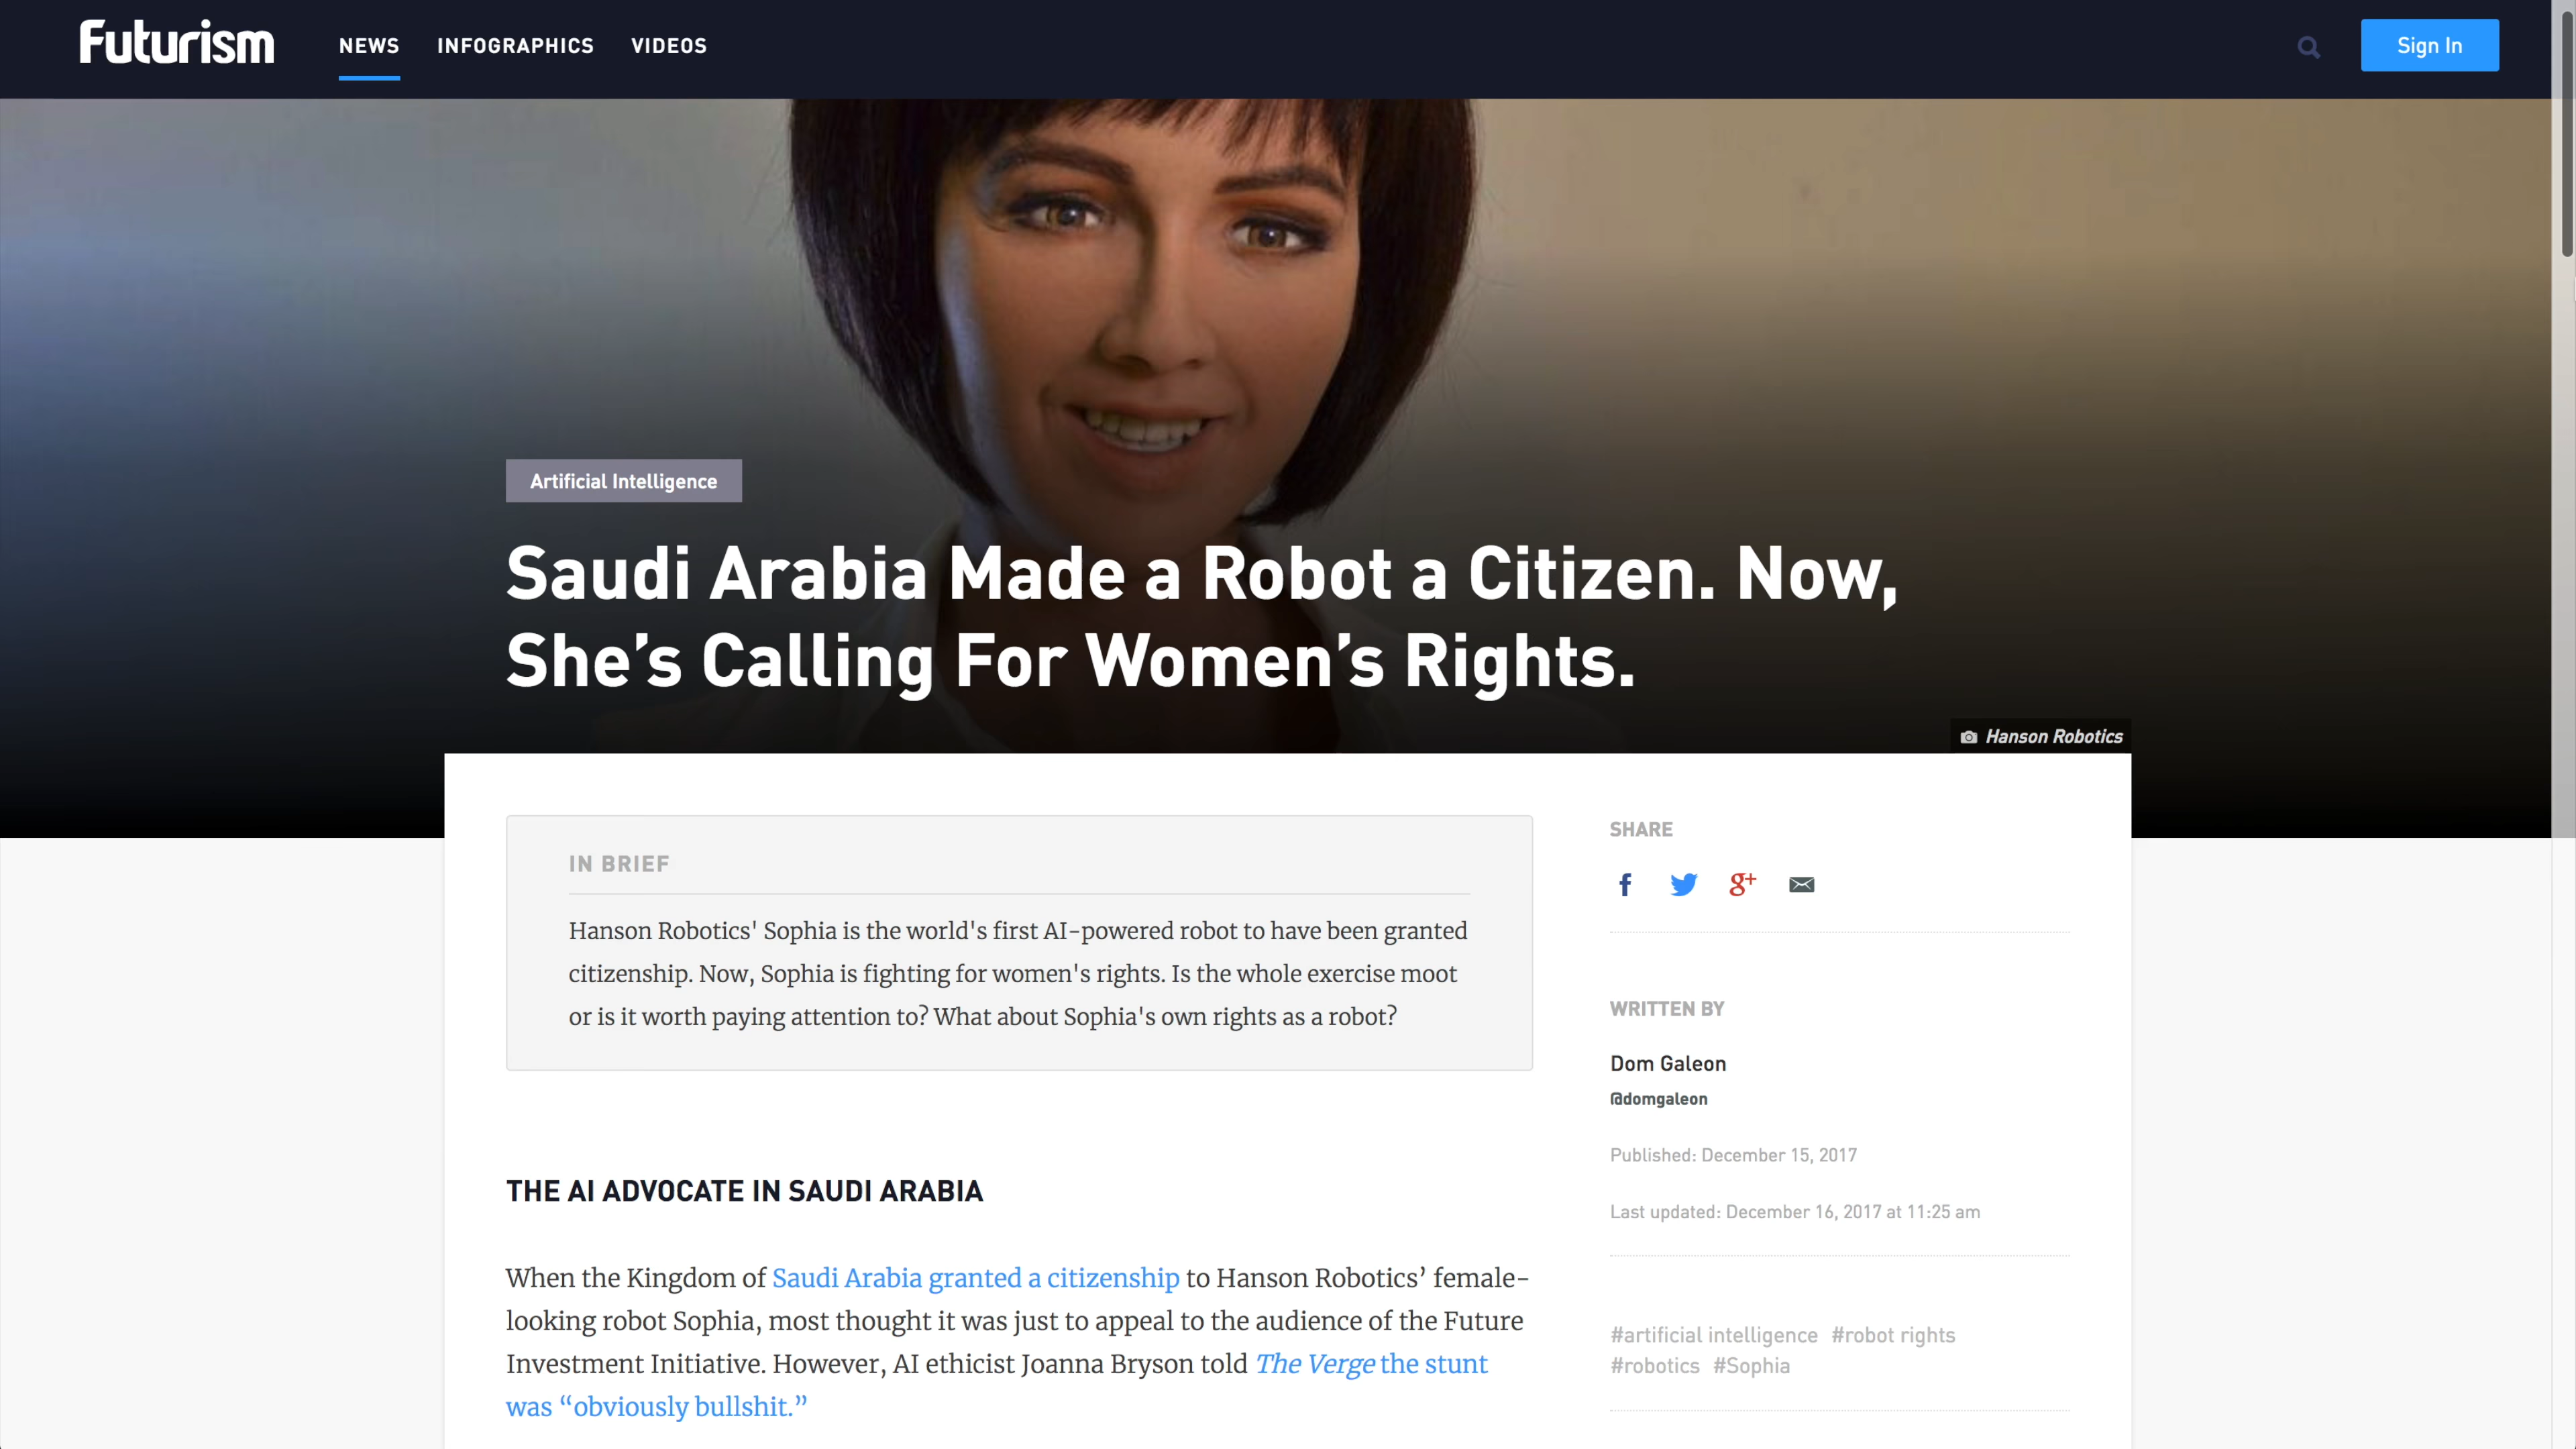 Futurism
NEWS INFOGRAPHICS VIDEOS
Sign In
Artificial Intelligence
Saudi Arabia Made a Robot a Citizen. Now,
She’s Calling For Women’s Rights.
Hanson Robotics
IN BRIEF
Hanson Robotics' Sophia is the world's first AI-powered robot to have been granted
citizenship. Now, Sophia is fighting for women's rights. Is the whole exercise moot
or is it worth paying attention to? What about Sophia's own rights as a robot?
THE AI ADVOCATE IN SAUDI ARABIA
When the Kingdom of Saudi Arabia granted a citizenship to Hanson Robotics’ female-
looking robot Sophia, most thought it was just to appeal to the audience of the Future
Investment Initiative. However, AI ethicist Joanna Bryson told The Verge the stunt
was “obviously bullshit.”
SHARE
f
g+
WRITTEN BY
Dom Galeon
@domgaleon
Published: December 15, 2017
Last updated: December 16, 2017 at 11:25 am
#artificial intelligence #robot rights
#robotics #Sophia